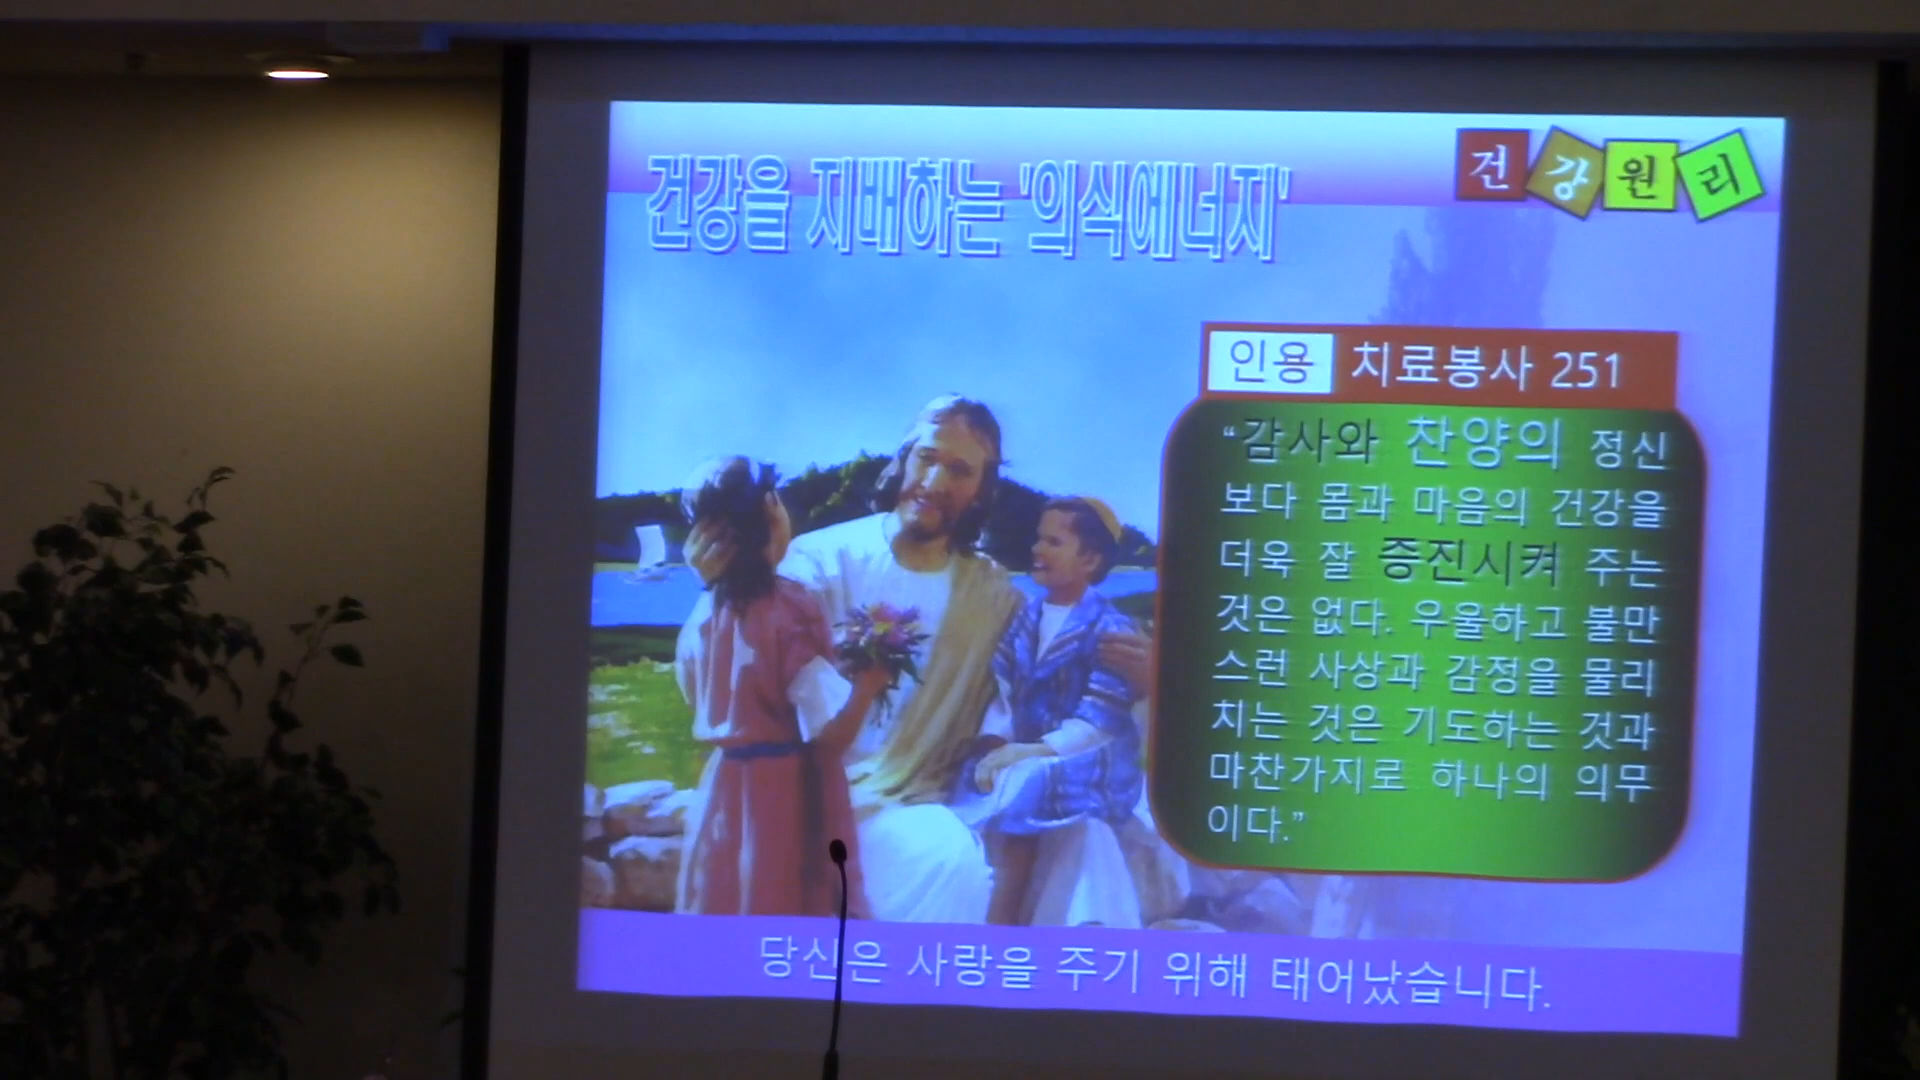 건강을 지배하는 '의식에너지'
건강원리
인용 치료봉사 251
“감사와 찬양의 정신
보다 몸과 마음의 건강을
더욱 잘 증진시켜 주는
것은 없다. 우울하고 불만
스런 사상과 감정을 물리
치는 것은 기도하는 것과
마찬가지로 하나의 의무
이다.”
당신은 사랑을 주기 위해 태어났습니다.